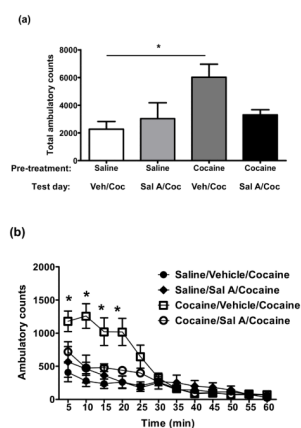 (a)
*
Total ambulatory counts
8000
6000
4000
2000
0
Pre-treatment: Saline Saline Cocaine Cocaine
Test day: Veh/Coc Sal A/Coc Veh/Coc Sal A/Coc
(b)
Ambulatory counts
2000
1500
1000
500
0
* * * *
Saline/Vehicle/Cocaine
Saline/Sal A/Cocaine
Cocaine/Vehicle/Cocaine
Cocaine/Sal A/Cocaine
5 10 15 20 25 30 35 40 45 50 55 60
Time (min)